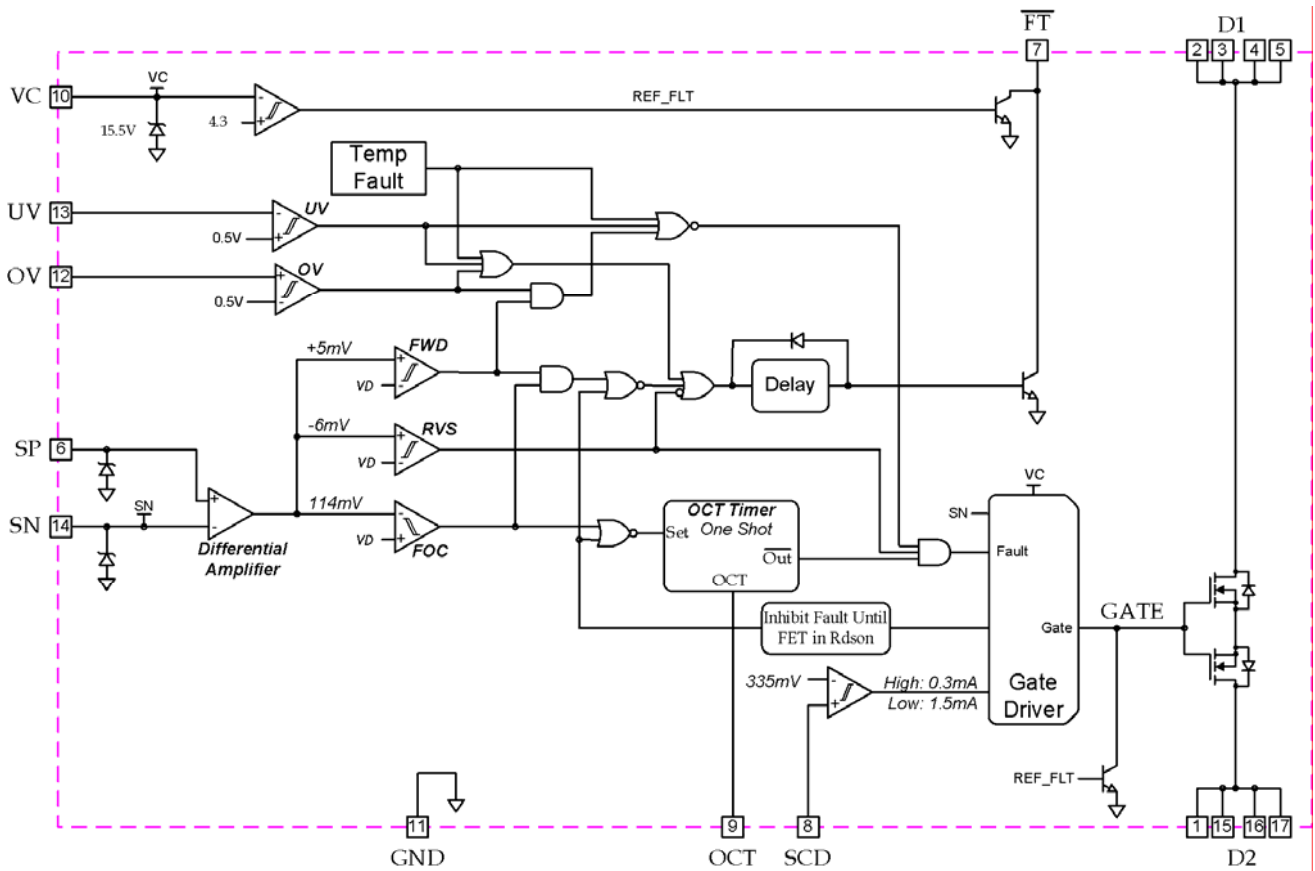 FT
D1
7
2 3 4 5
VC 10
VC
15.5V
4.3
REF_FLT
Temp
Fault
UV 13
UV
0.5V
OV 12
OV
0.5V
+5mV
FWD
VD
Delay
-6mV
RVS
VD
SP 6
SN
SN 14
Differential
Amplifier
114mV
VD
FOC
OCT Timer
One Shot
Set
Out
OCT
VC
SN
Fault
Gate
Gate
Driver
GATE
Inhibit Fault Until
FET in Rdson
335mV
High: 0.3mA
Low: 1.5mA
REF_FLT
11
9
8
1 15 16 17
GND
OCT
SCD
D2